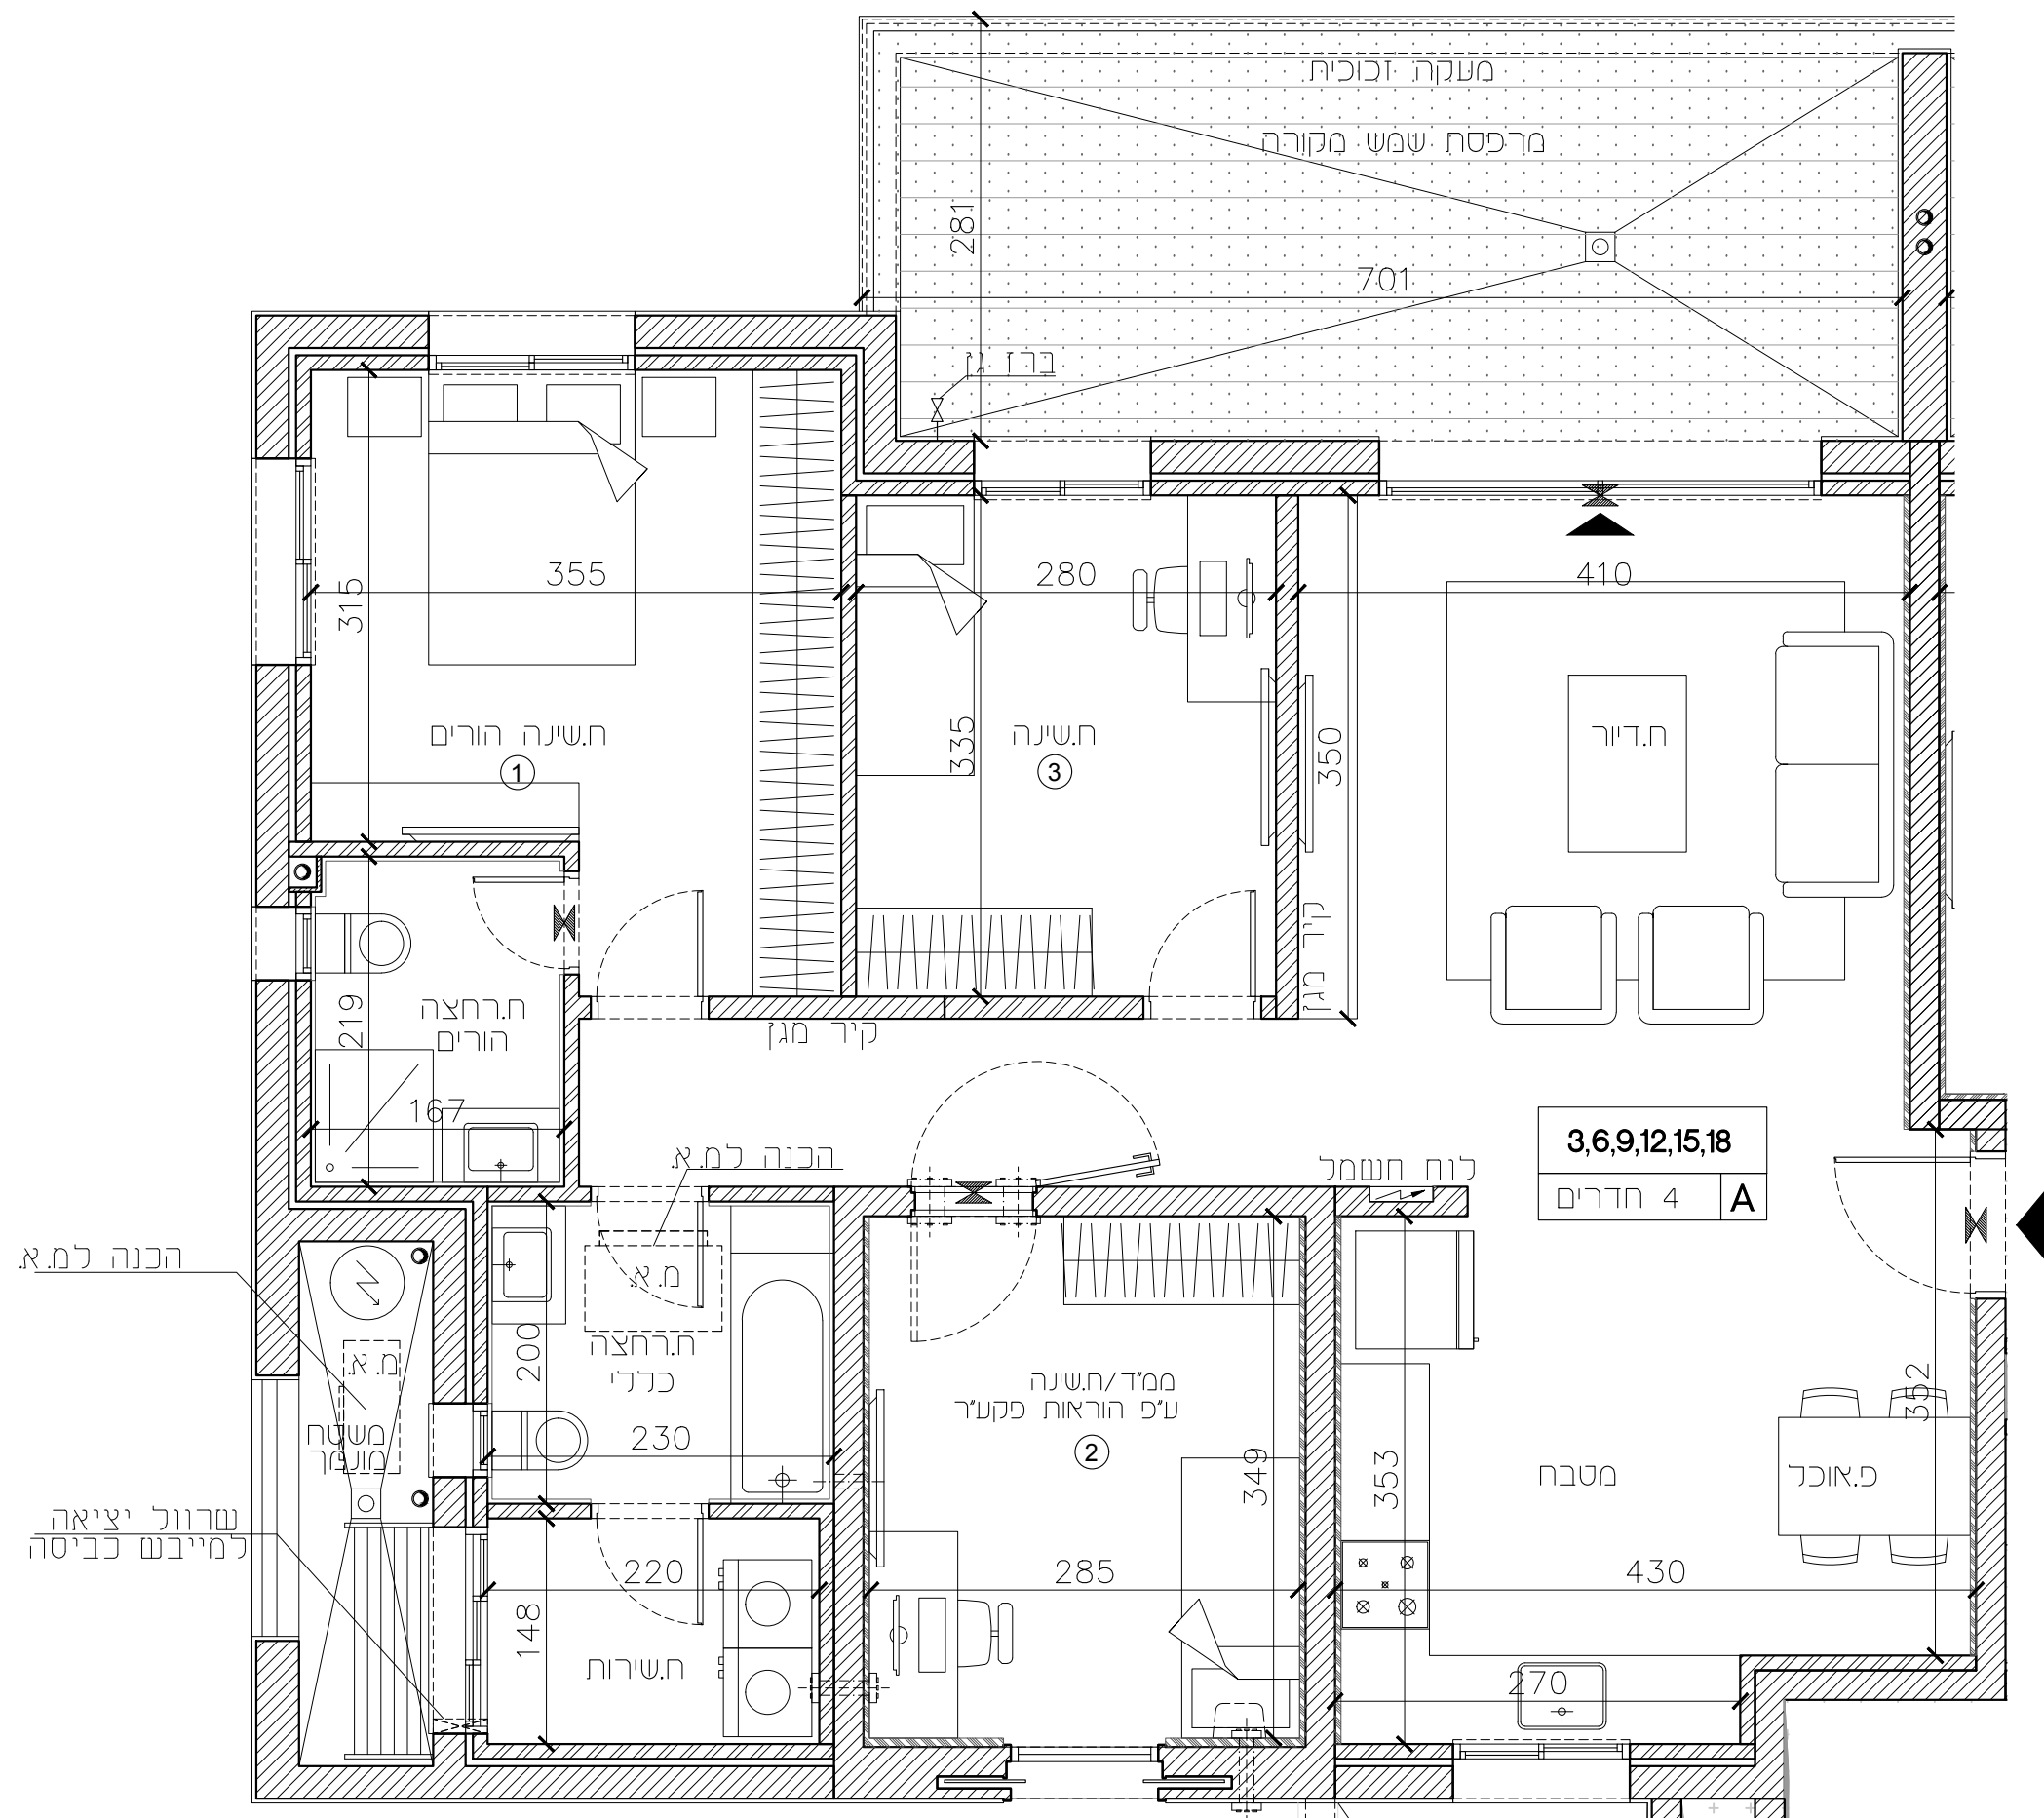 מעקה זכוכית
מרפסת שמש מקורה
281
701
ברז גן
355
280
410
315
335
350
ח.שינה הורים
1
ח.שינה
3
ח.דיור
קיר מגן
קיר מגן
219
ח.רחצה
הורים
167
הכנה למ.א.
לוח חשמל
3,6,9,12,15,18
4 חדרים
A
הכנה למ.א.
מ.א.
מ.א.
ח.רחצה
כללי
200
230
משטח
מונמך
ממ"ד/ח.שינה
ע"פ הוראות פקע"ר
2
349
353
352
מטבח
פ.אוכל
שרוול יציאה
למייבש כביסה
220
148
ח.שירות
285
430
270